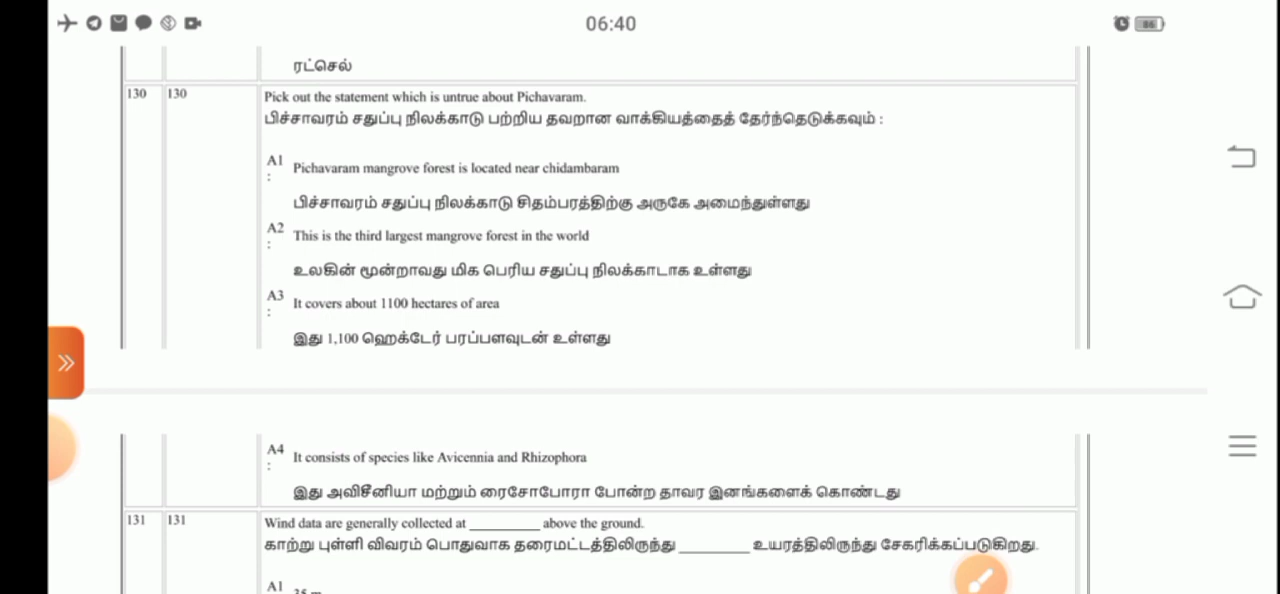 06:40
86
ரட்செல்
130 130 Pick out the statement which is untrue about Pichavaram.
பிச்சாவரம் சதுப்பு நிலக்காடு பற்றிய தவறான வாக்கியத்தைத் தேர்ந்தெடுக்கவும் :
A1 : Pichavaram mangrove forest is located near chidambaram
பிச்சாவரம் சதுப்பு நிலக்காடு சிதம்பரத்திற்கு அருகே அமைந்துள்ளது
A2 : This is the third largest mangrove forest in the world
உலகின் மூன்றாவது மிக பெரிய சதுப்பு நிலக்காடாக உள்ளது
A3 : It covers about 1100 hectares of area
இது 1,100 ஹெக்டேர் பரப்பளவுடன் உள்ளது
A4 : It consists of species like Avicennia and Rhizophora
இது அவிசீனியா மற்றும் ரைசோபோரா போன்ற தாவர இனங்களைக் கொண்டது
131 131 Wind data are generally collected at __________ above the ground.
காற்று புள்ளி விவரம் பொதுவாக தரைமட்டத்திலிருந்து __________ உயரத்திலிருந்து சேகரிக்கப்படுகிறது.
A1